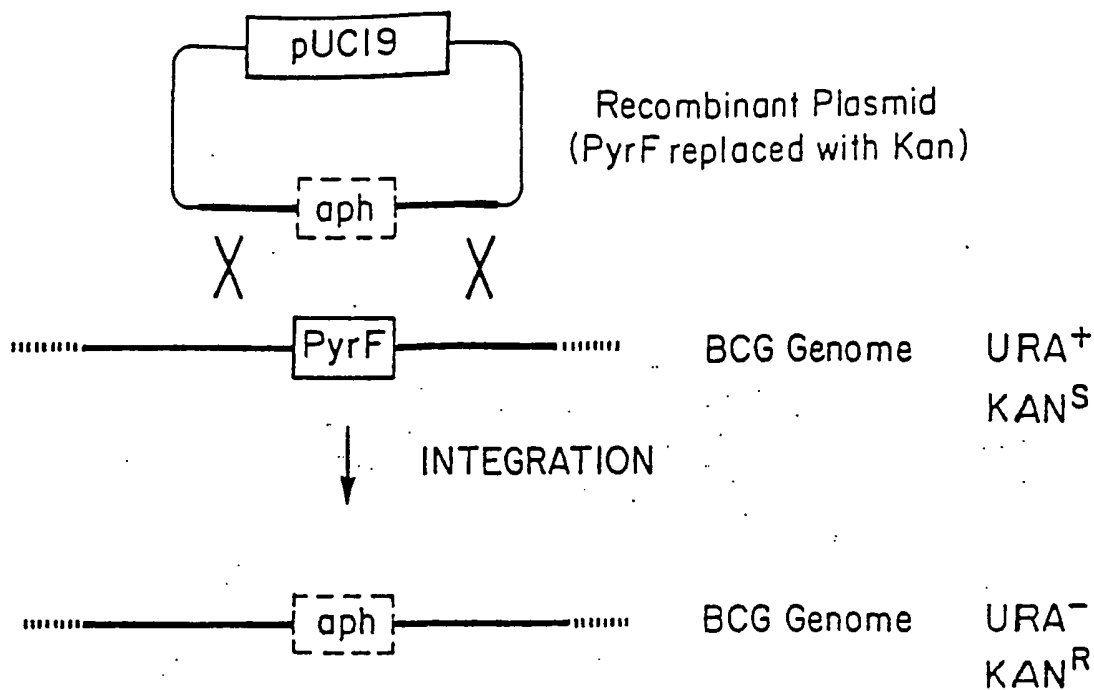 pUC19
Recombinant Plasmid
(PyrF replaced with Kan)
aph
X X
PyrF
BCG Genome URA⁺
KANˢ
INTEGRATION
aph
BCG Genome URA⁻
KANᴿ